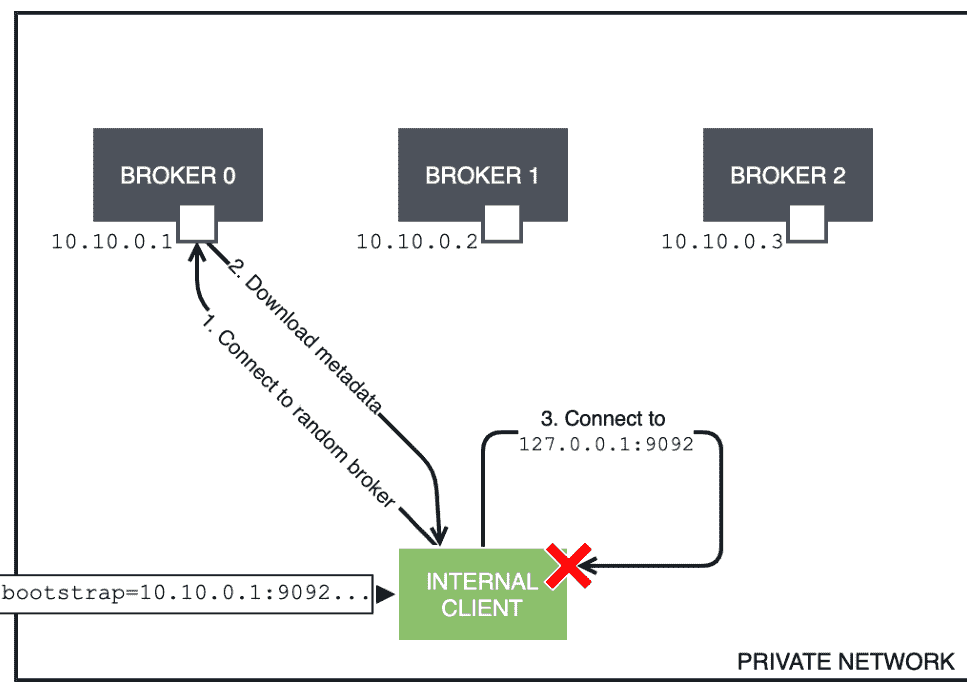 BROKER 0
BROKER 1
BROKER 2
10.10.0.1
10.10.0.2
10.10.0.3
2. Download metadata
1. Connect to random broker
3. Connect to
127.0.0.1:9092
bootstrap=10.10.0.1:9092...
INTERNAL
CLIENT
PRIVATE NETWORK